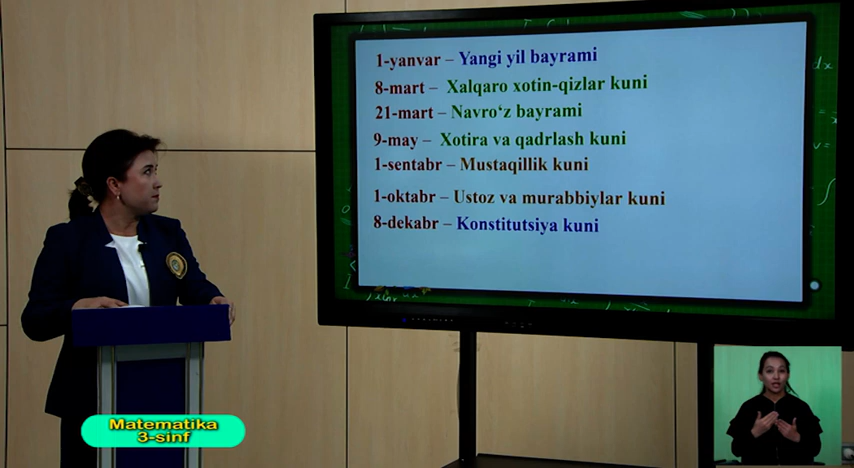 1-yanvar – Yangi yil bayrami
8-mart – Xalqaro xotin-qizlar kuni
21-mart – Navro‘z bayrami
9-may – Xotira va qadrlash kuni
1-sentabr – Mustaqillik kuni
1-oktabr – Ustoz va murabbiylar kuni
8-dekabr – Konstitutsiya kuni
Matematika
3-sinf